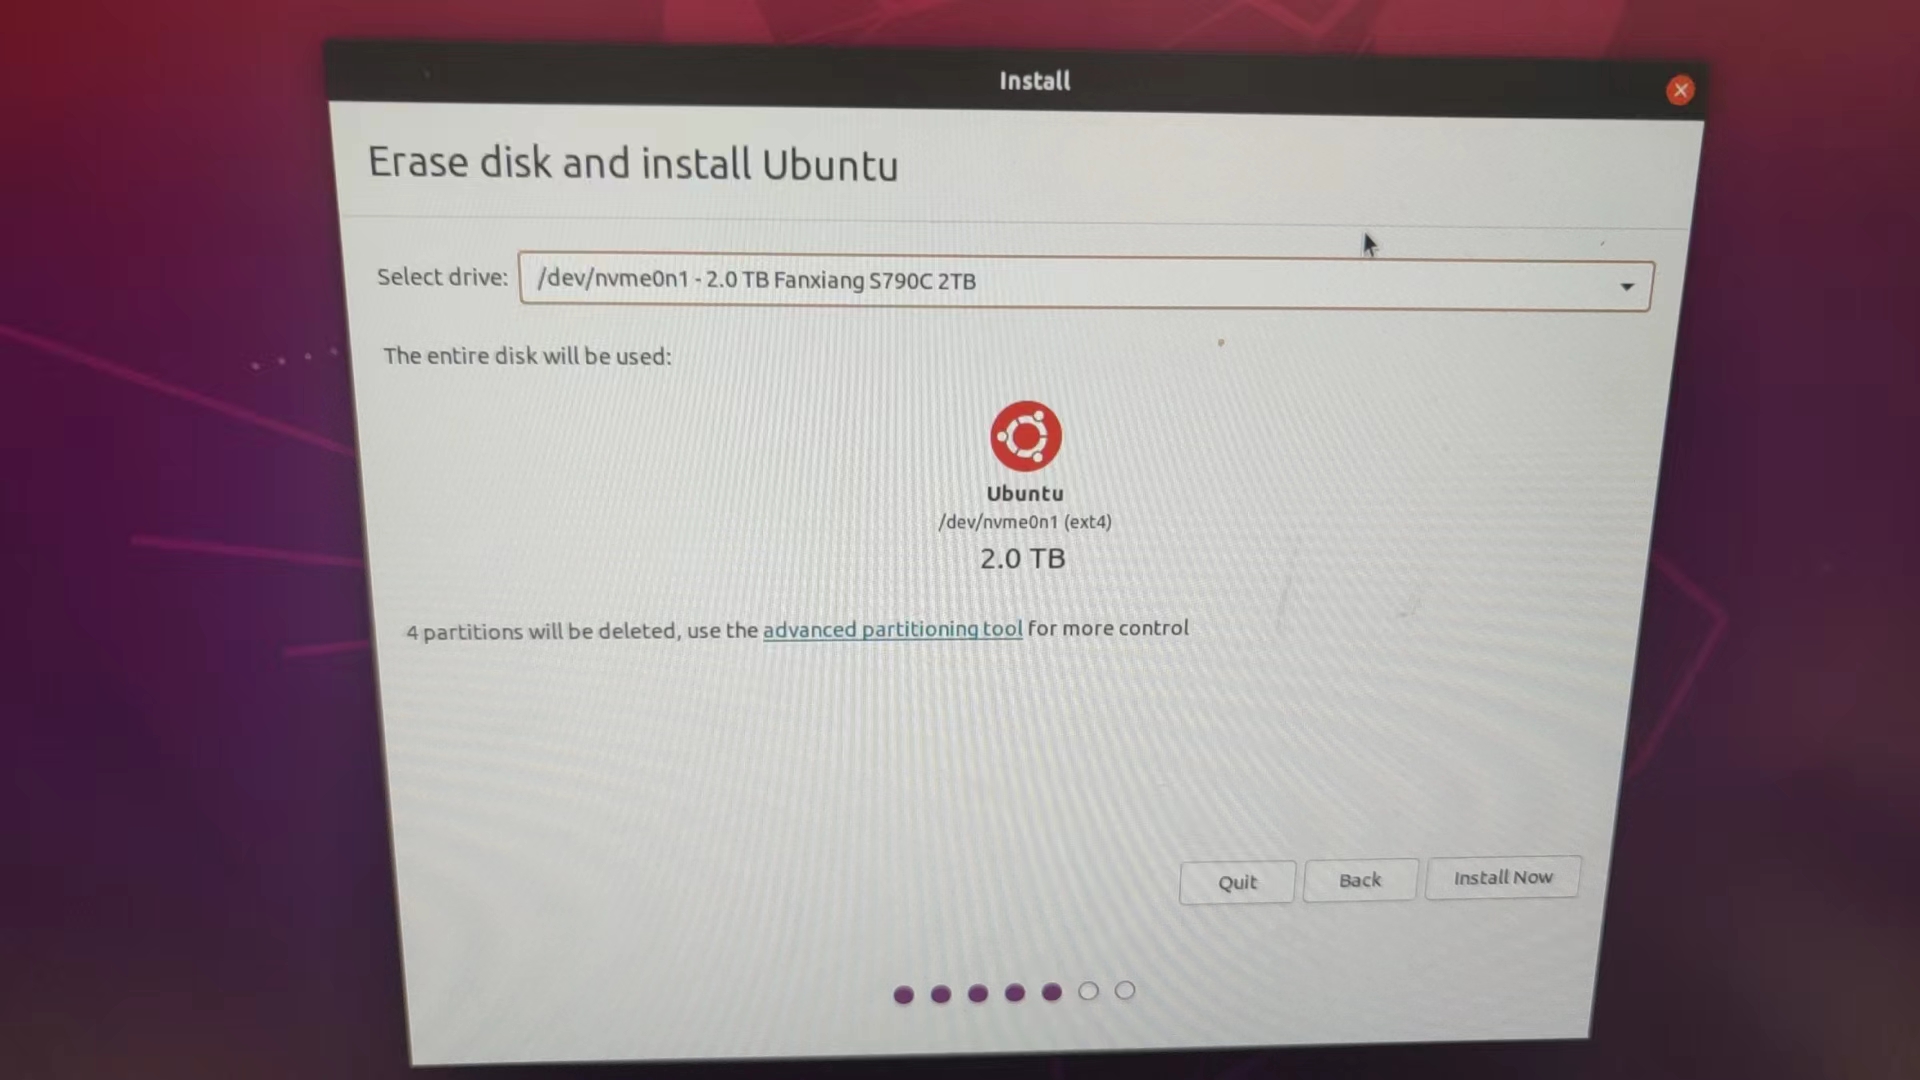 Install
Erase disk and install Ubuntu
Select drive: /dev/nvme0n1 - 2.0 TB Fanxiang S790C 2TB
The entire disk will be used:
Ubuntu
/dev/nvme0n1 (ext4)
2.0 TB
4 partitions will be deleted, use the advanced partitioning tool for more control
Quit Back Install Now